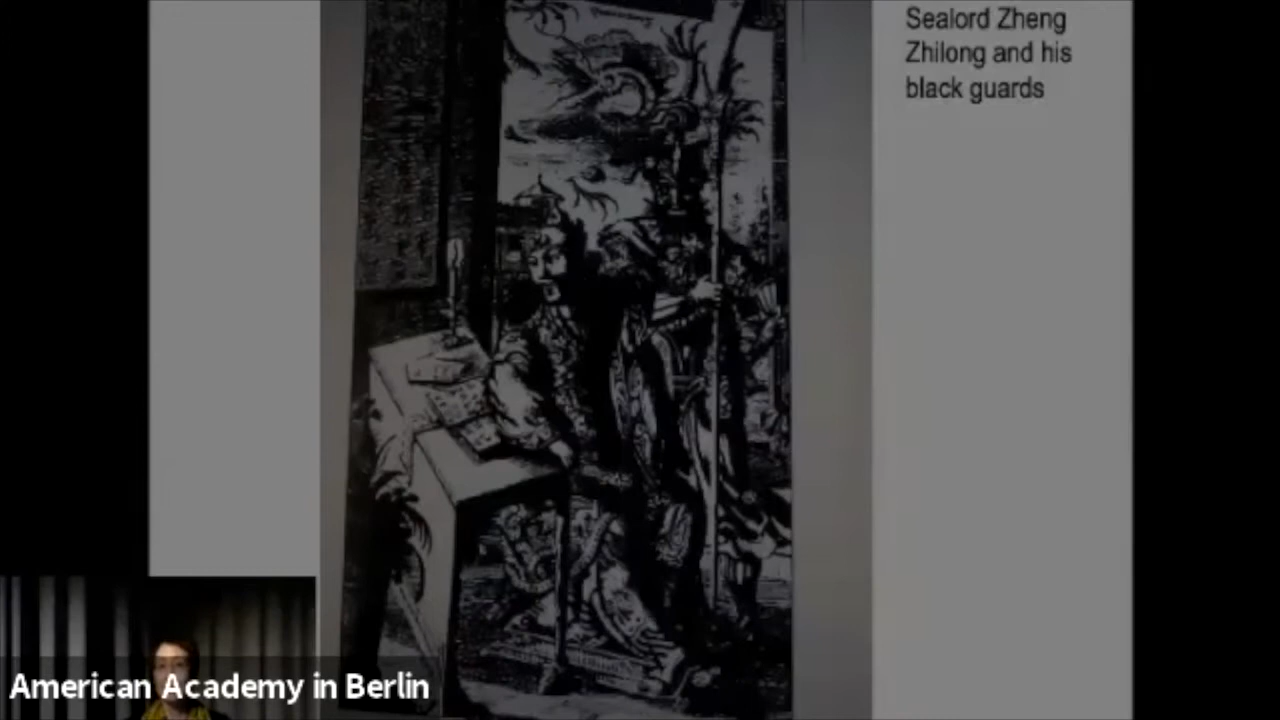 Sealord Zheng
Zhilong and his
black guards
American Academy in Berlin